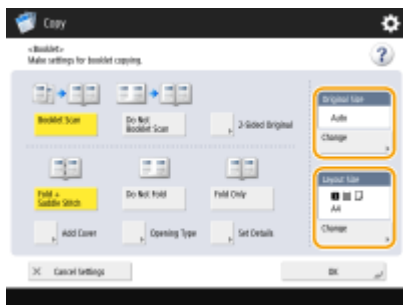 Copy
<Booklet>
Make settings for booklet copying.
?
Booklet Scan
Do Not
Booklet Scan
2-Sided Original
Original Size
Auto
Change
Fold +
Saddle Stitch
Do Not Fold
Fold Only
Add Cover
Opening Type
Set Details
Layout Size
A4
Change
Cancel Settings
OK